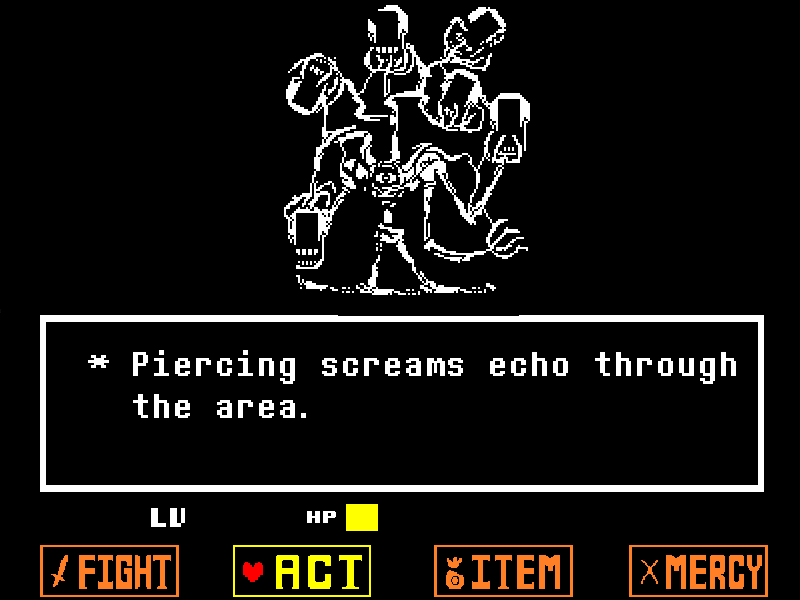 * Piercing screams echo through
the area.
LV HP
FIGHT ACT ITEM MERCY